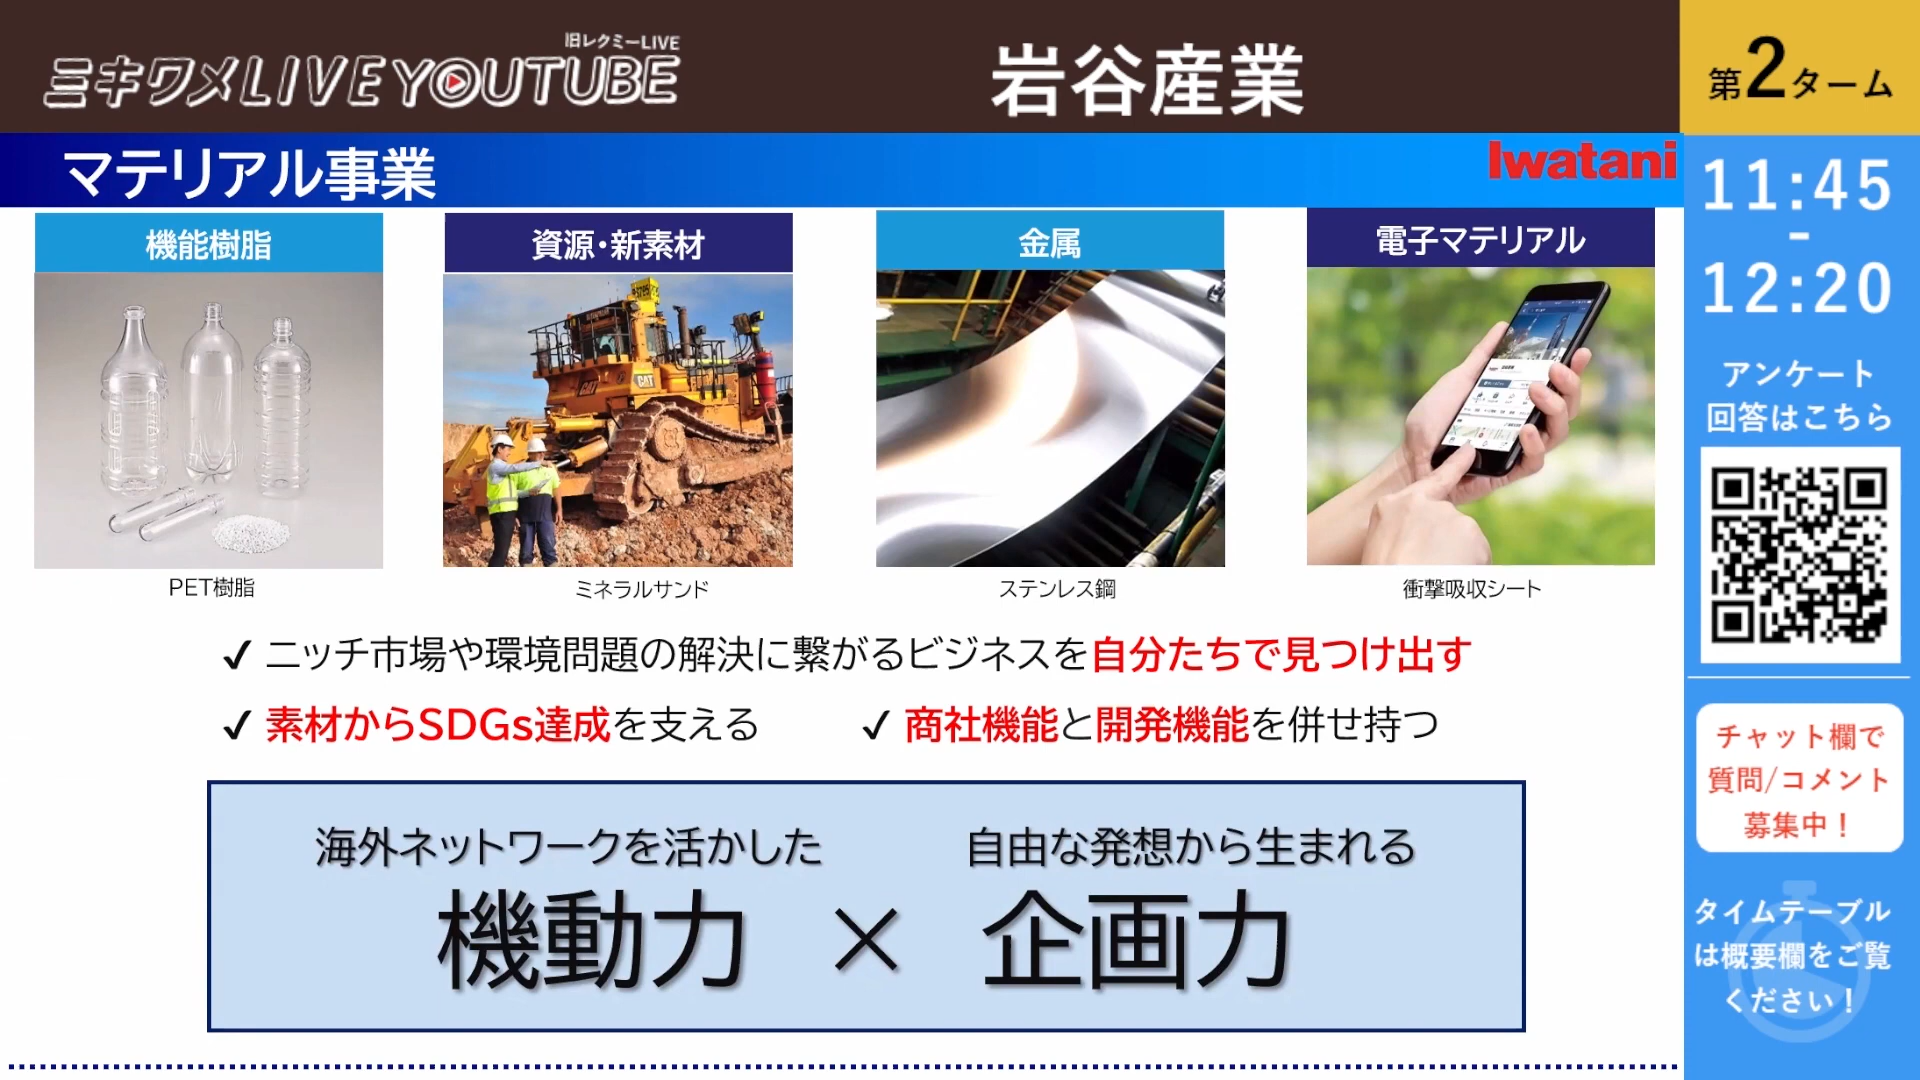 旧レクミーLIVE
ミキワメLIVE YOUTUBE
岩谷産業
第2ターム
マテリアル事業
Iwatani
11:45
-
12:20
機能樹脂
資源・新素材
金属
電子マテリアル
CAT
CAT
PET樹脂
ミネラルサンド
ステンレス鋼
衝撃吸収シート
アンケート
回答はこちら
✓ ニッチ市場や環境問題の解決に繋がるビジネスを自分たちで見つけ出す
✓ 素材からSDGs達成を支える
✓ 商社機能と開発機能を併せ持つ
海外ネットワークを活かした
機動力
×
自由な発想から生まれる
企画力
チャット欄で
質問/コメント
募集中！
タイムテーブル
は概要欄をご覧
ください！